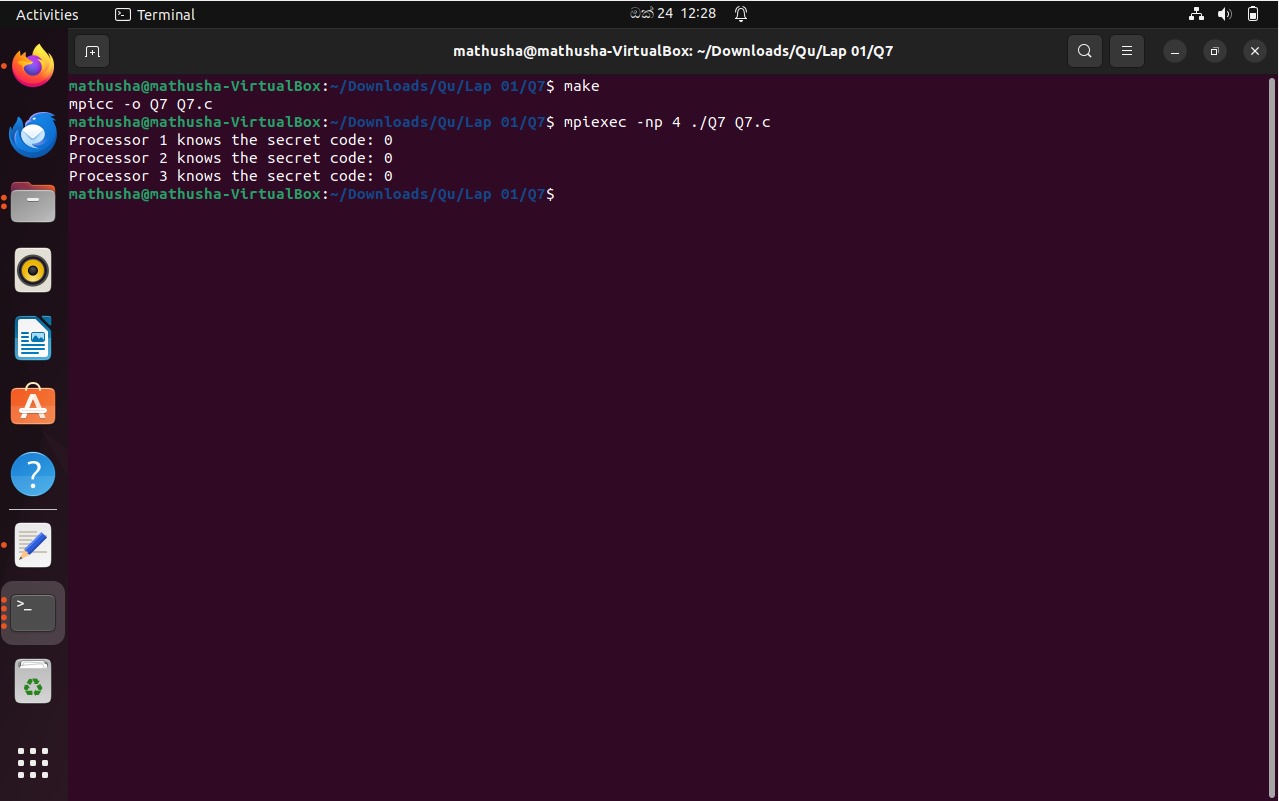 Activities
Terminal
ඔක් 24 12:28
mathusha@mathusha-VirtualBox: ~/Downloads/Qu/Lap 01/Q7
mathusha@mathusha-VirtualBox:~/Downloads/Qu/Lap 01/Q7$ make
mpicc -o Q7 Q7.c
mathusha@mathusha-VirtualBox:~/Downloads/Qu/Lap 01/Q7$ mpiexec -np 4 ./Q7 Q7.c
Processor 1 knows the secret code: 0
Processor 2 knows the secret code: 0
Processor 3 knows the secret code: 0
mathusha@mathusha-VirtualBox:~/Downloads/Qu/Lap 01/Q7$